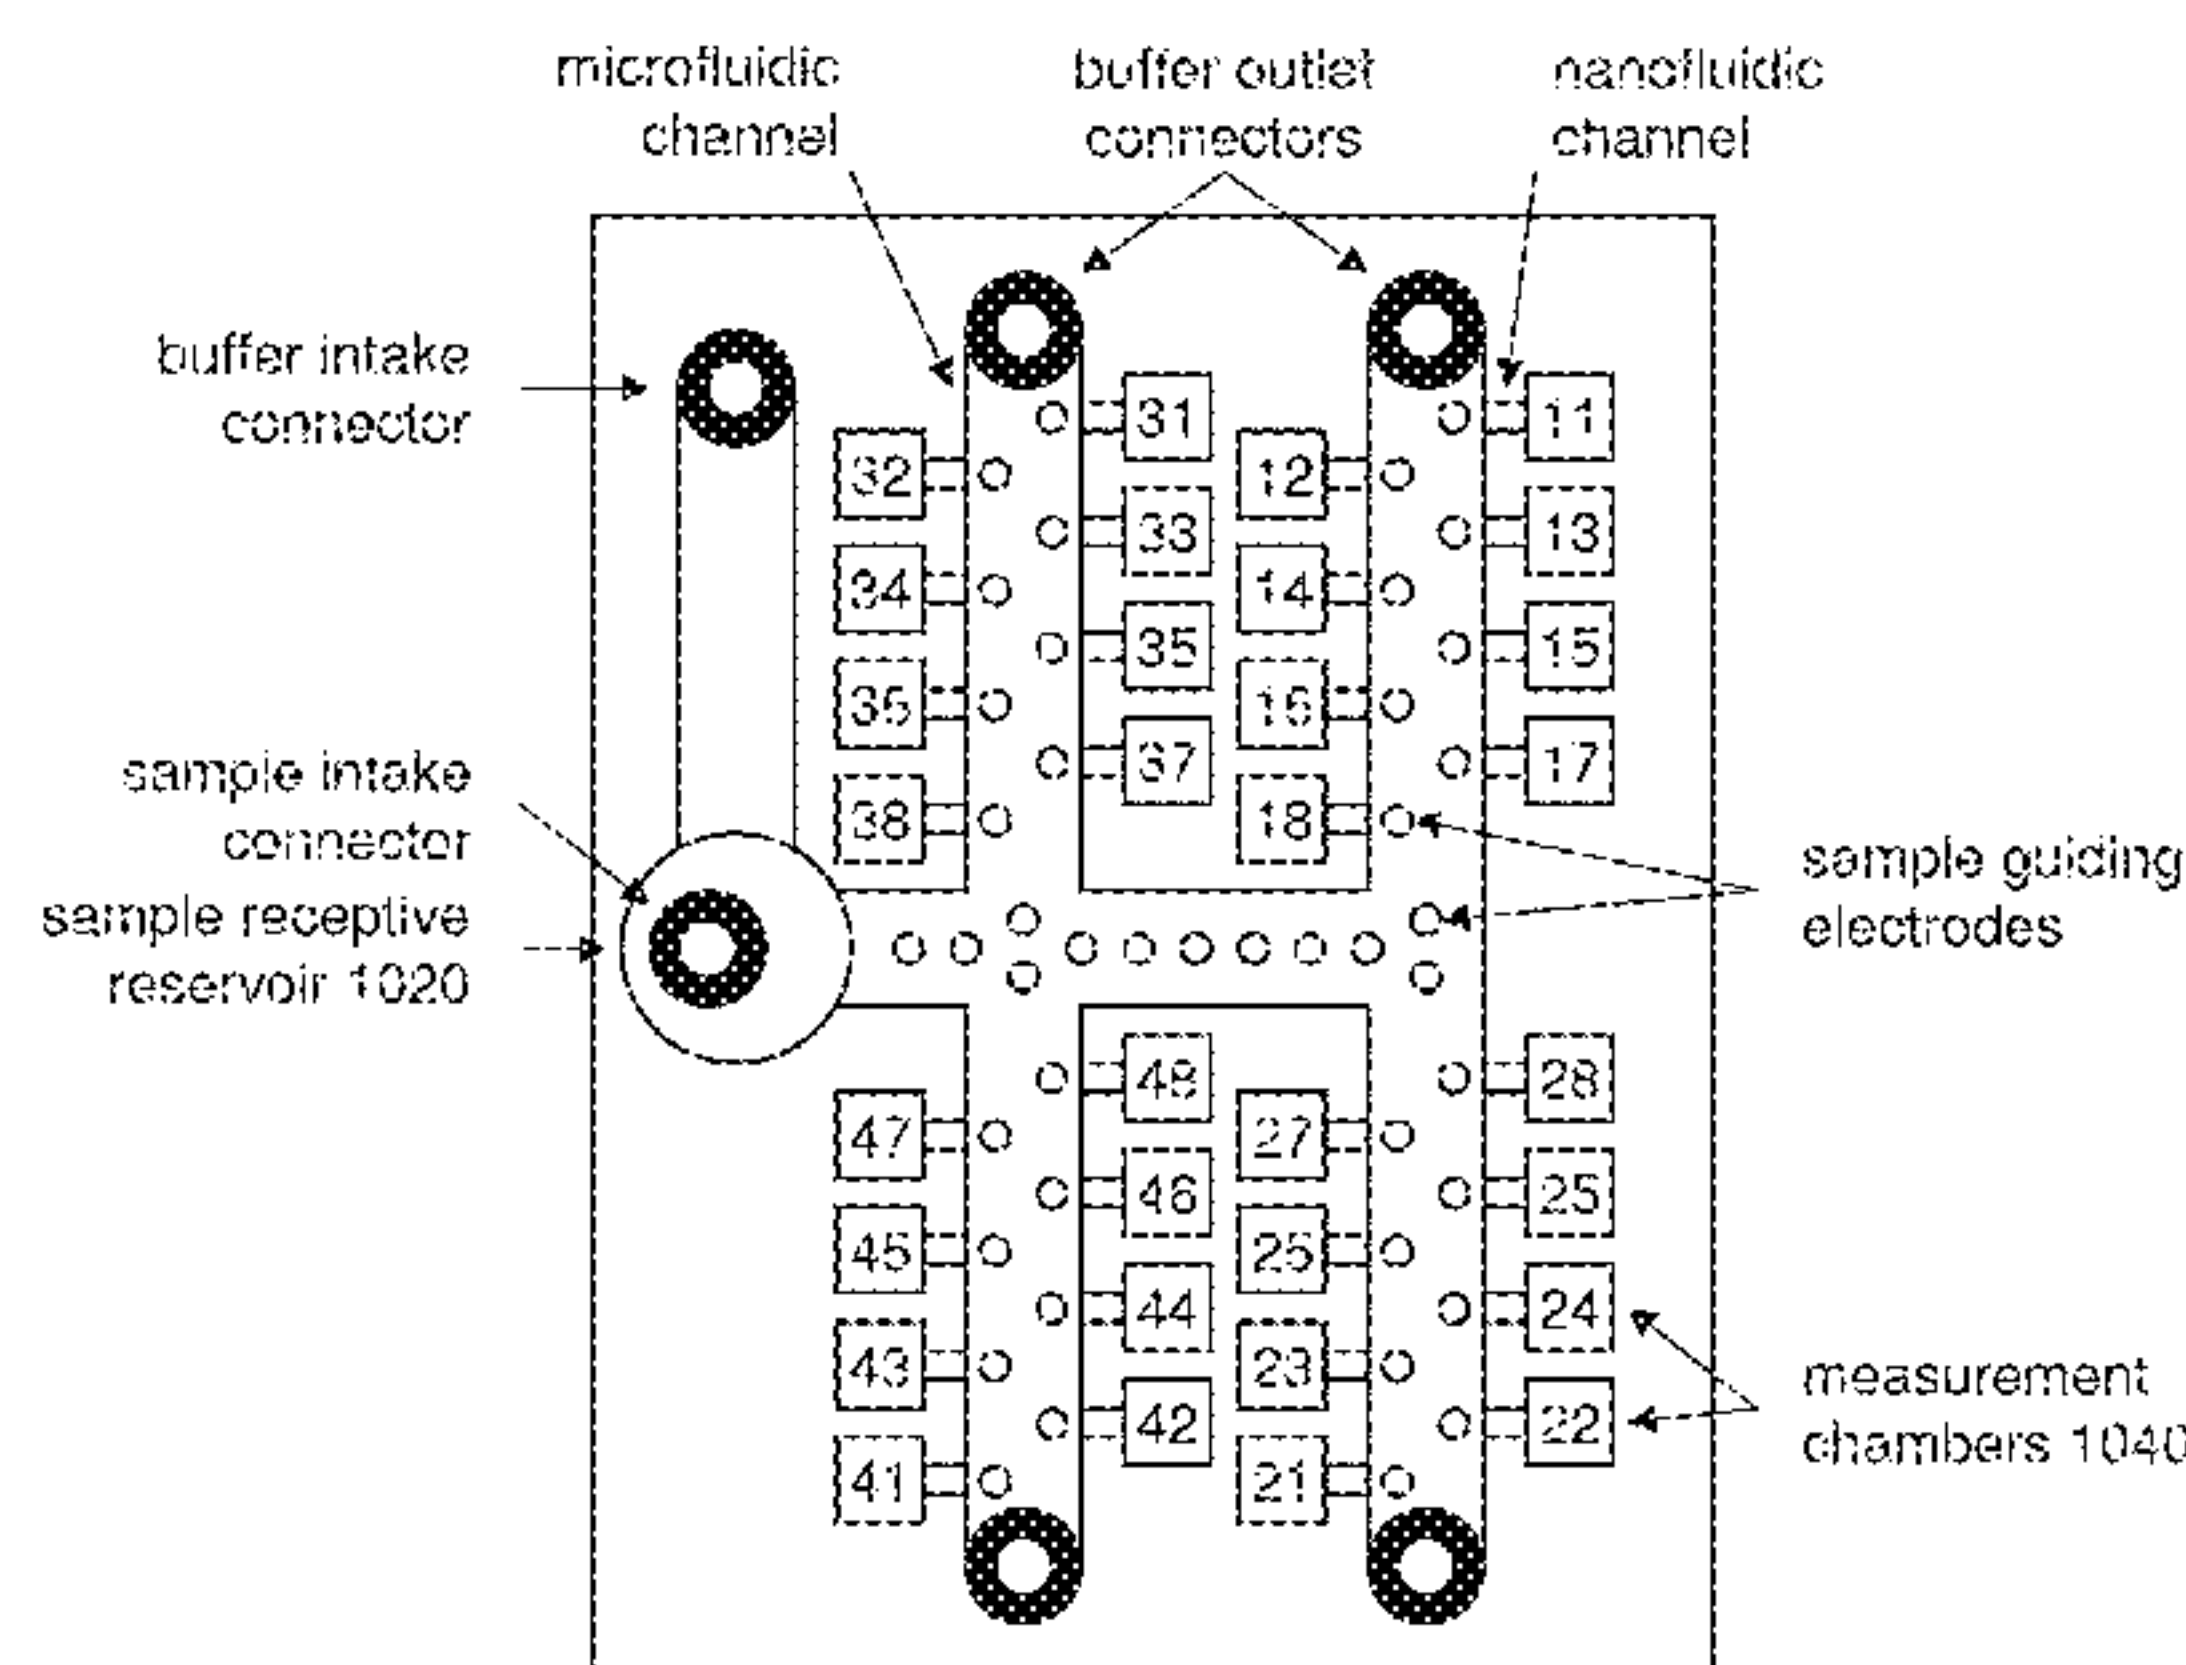 microfluidic
channel
buffer outlet
connectors
nanofluidic
channel
buffer intake
connector
31
11
32
12
33
13
34
14
35
15
35
16
37
17
38
18
sample intake
connector
sample receptive
reservoir 1020
sample guiding
electrodes
48
28
47
27
46
25
45
25
44
24
43
23
42
22
41
21
measurement
chambers 1040